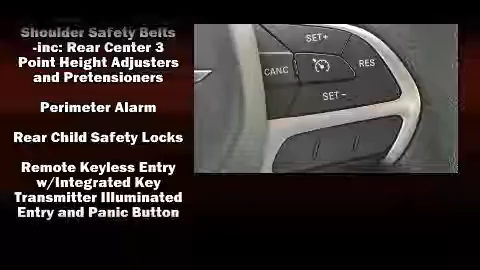 Shoulder Safety Belts
-inc: Rear Center 3
Point Height Adjusters
and Pretensioners
Perimeter Alarm
Rear Child Safety Locks
Remote Keyless Entry
w/Integrated Key
Transmitter Illuminated
Entry and Panic Button
SET+
CANC
RES
SET-